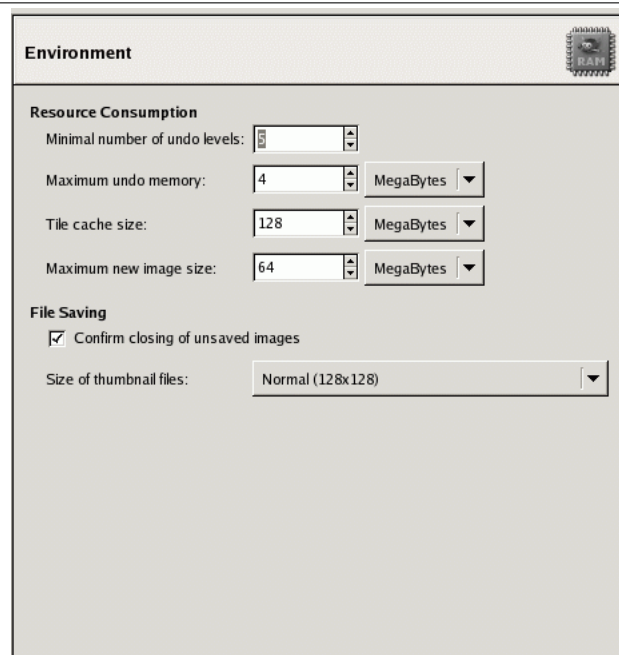 Environment
RAM
Resource Consumption
Minimal number of undo levels: 5
Maximum undo memory: 4 MegaBytes
Tile cache size: 128 MegaBytes
Maximum new image size: 64 MegaBytes
File Saving
Confirm closing of unsaved images
Size of thumbnail files: Normal (128x128)